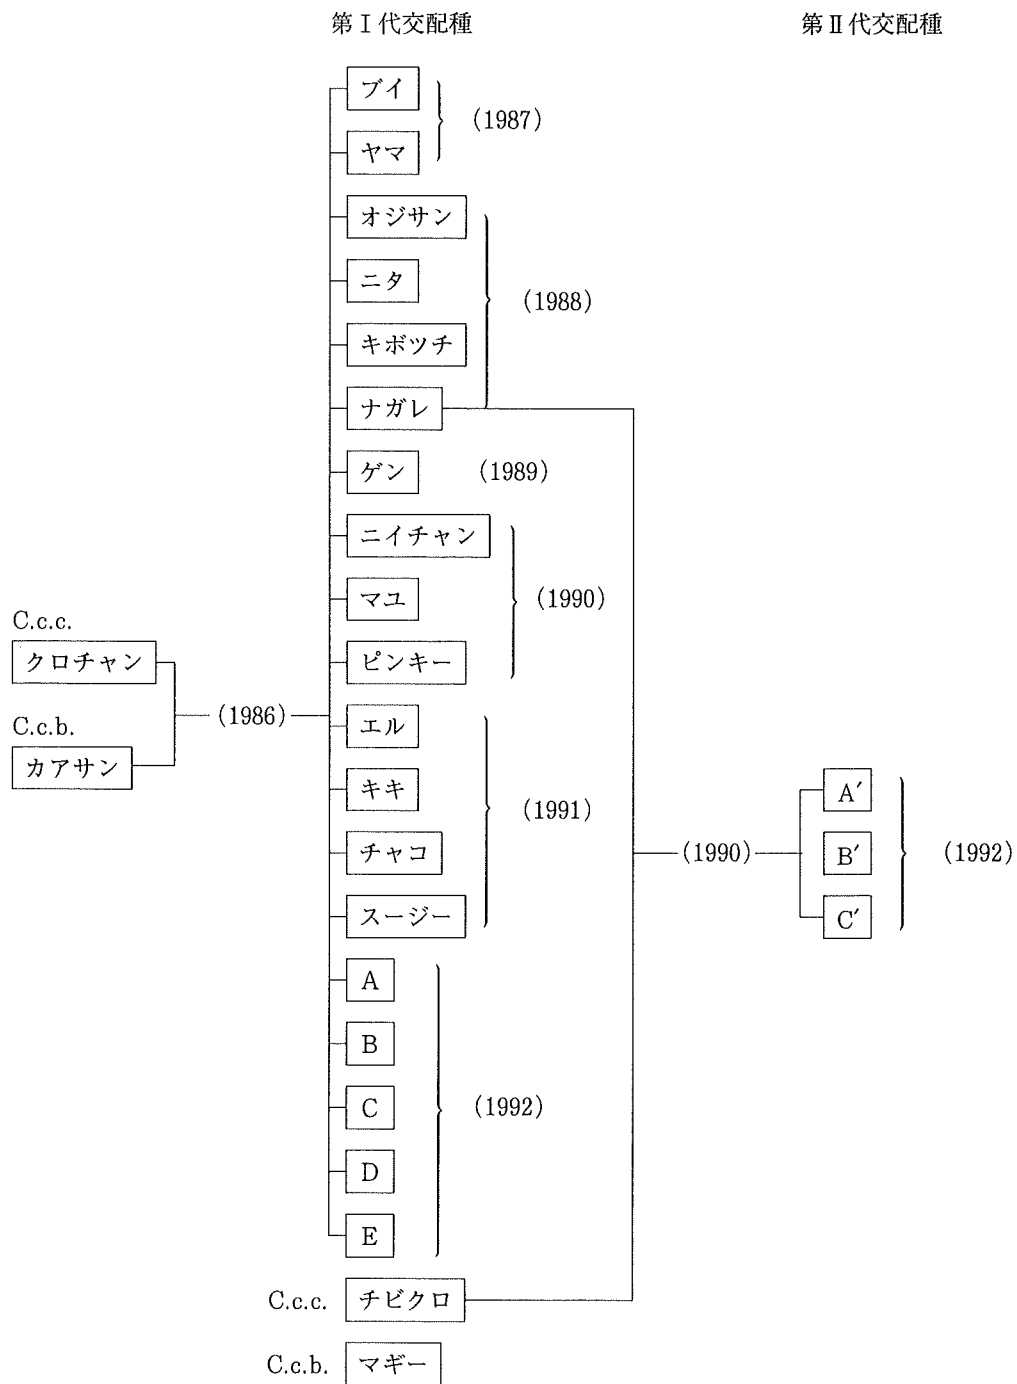 第Ⅰ代交配種
第Ⅱ代交配種
ブイ
(1987)
ヤマ
オジサン
ニタ
(1988)
キボツチ
ナガレ
ゲン
(1989)
ニイチャン
マユ
(1990)
ピンキー
C.c.c.
クロチャン
(1986)
C.c.b.
カアサン
エル
キキ
(1991)
チャコ
スージー
(1990)
A′
B′
(1992)
C′
A
B
C
(1992)
D
E
C.c.c.
チビクロ
C.c.b.
マギー